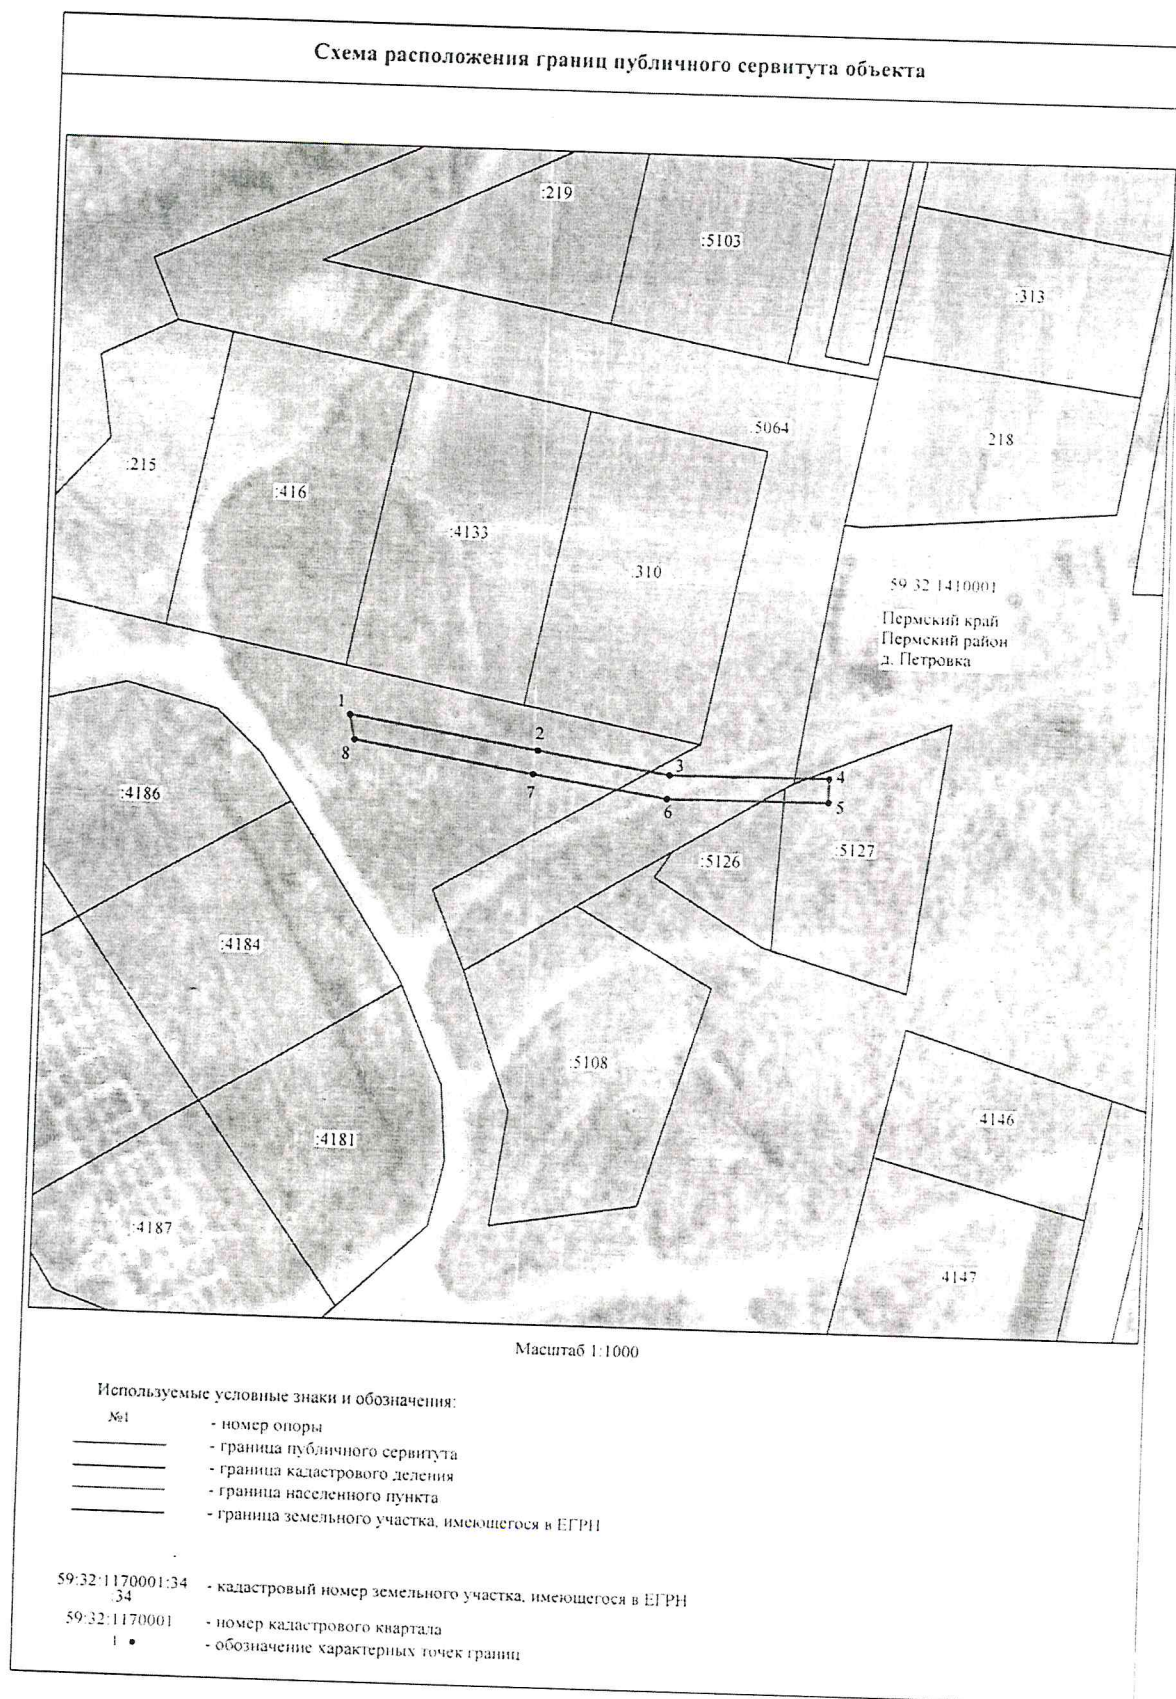 Схема расположения границ публичного сервитута объекта
:219
:5103
:313
.5064
218
:215
:416
:4133
.310
59 32 1410001
Пермский край
Пермский район
д. Петровка
1
2
3
4
8
7
6
5
:4186
:5126
:5127
:4184
:5108
4146
:4181
:4187
4147
Масштаб 1:1000
Используемые условные знаки и обозначения:
№1 - номер опоры
- граница публичного сервитута
- граница кадастрового деления
- граница населенного пункта
- граница земельного участка, имеющегося в ЕГРН
59:32:1170001:34 - кадастровый номер земельного участка, имеющегося в ЕГРН
:34
59:32:1170001 - номер кадастрового квартала
1 • - обозначение характерных точек границ